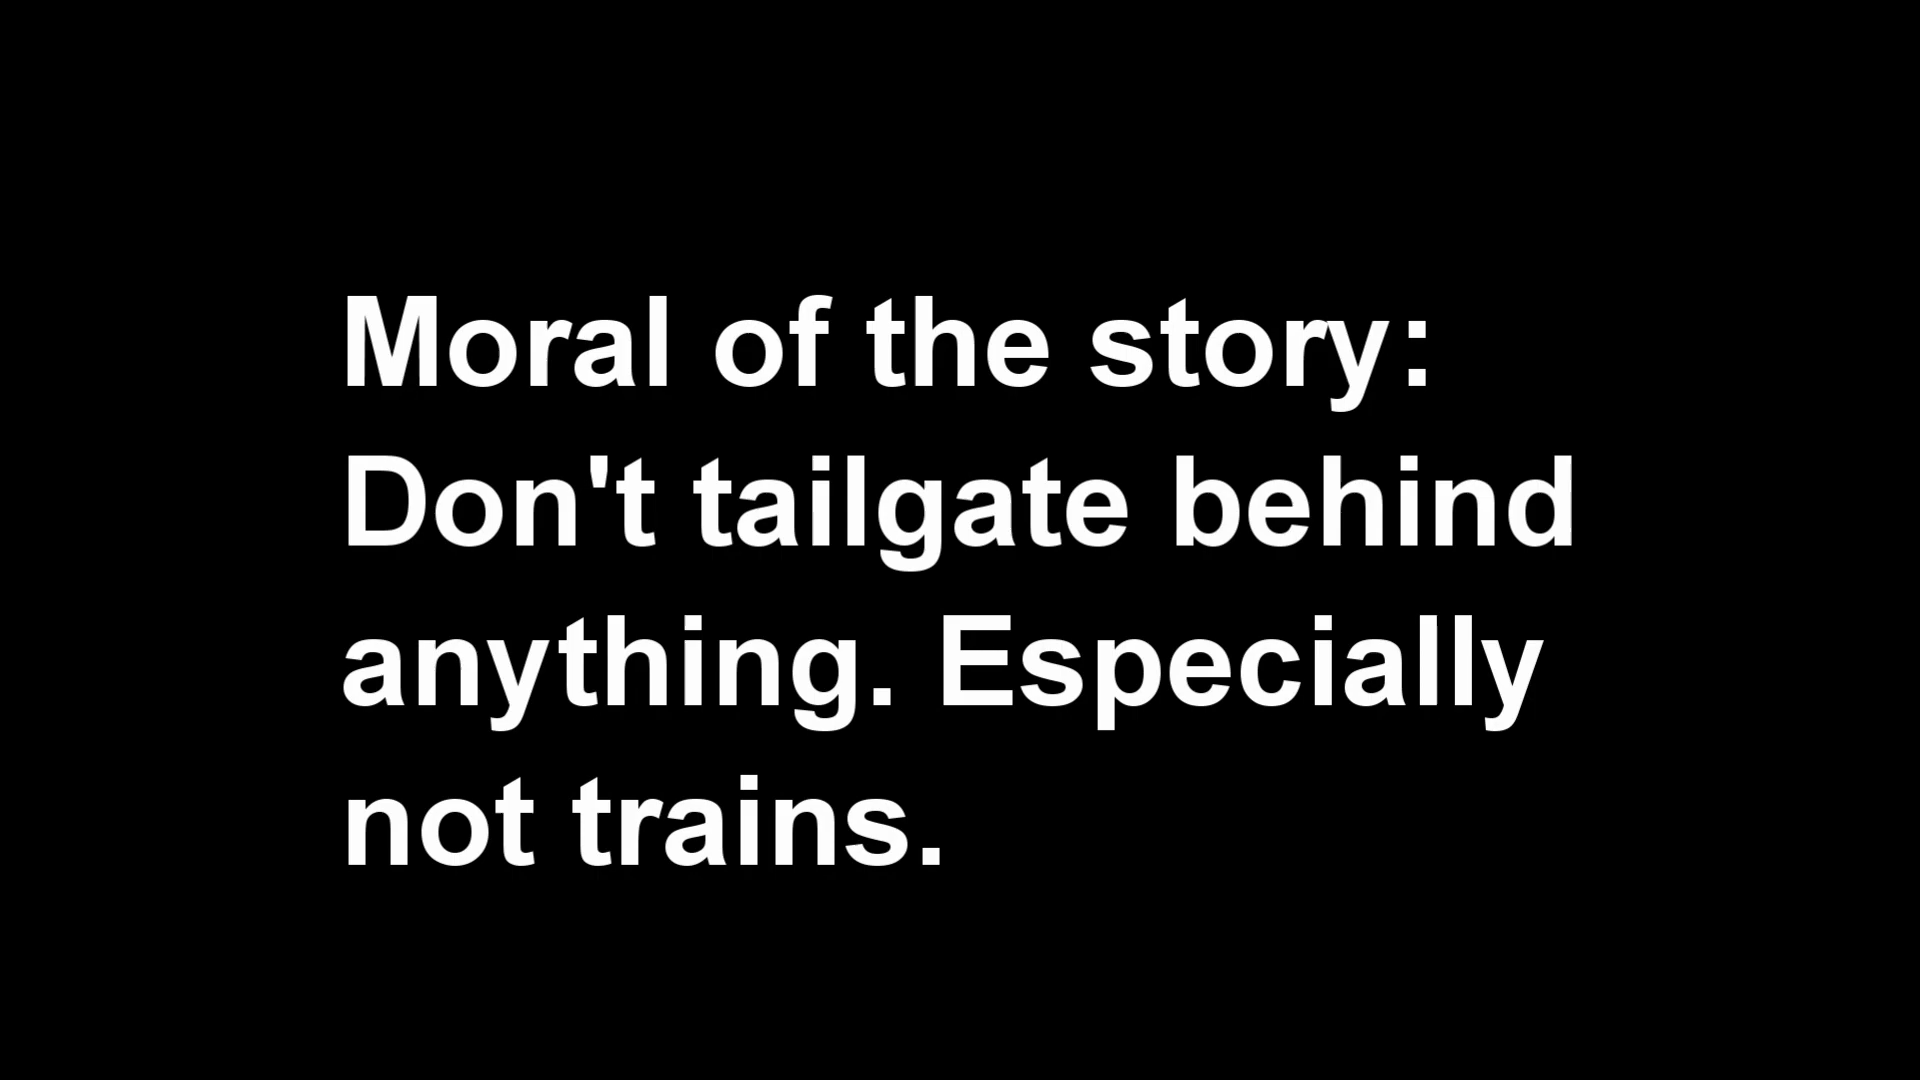 Moral of the story:
Don't tailgate behind
anything. Especially
not trains.